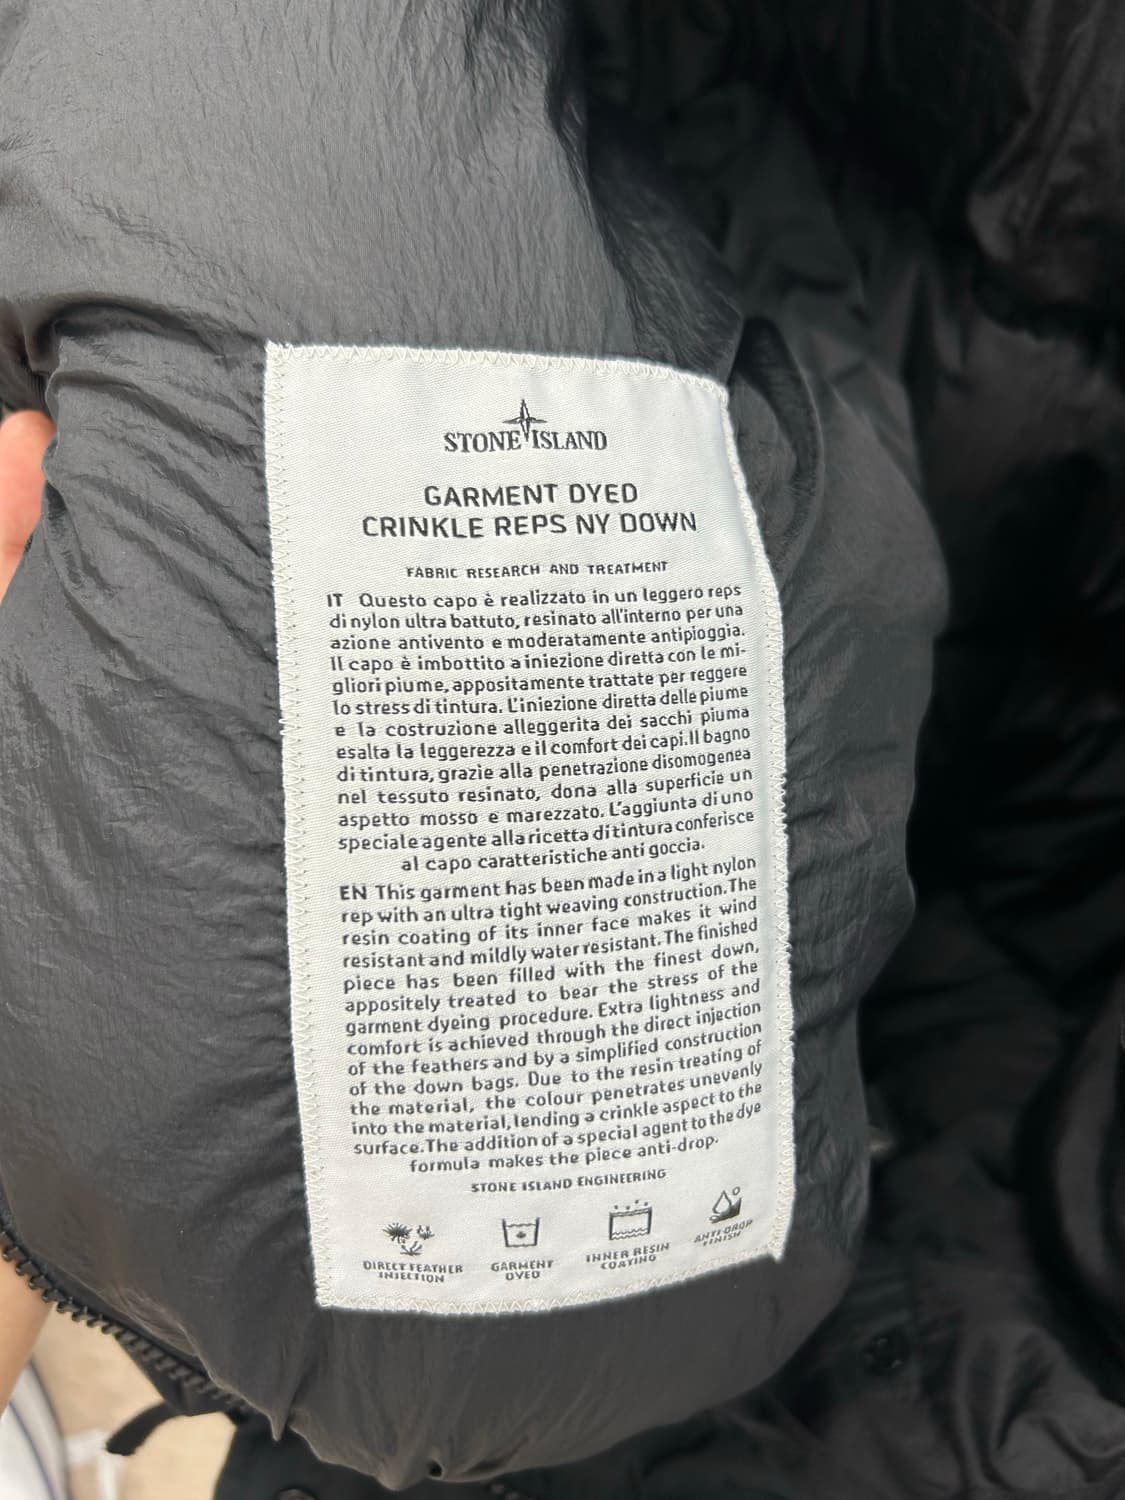 STONE ISLAND
GARMENT DYED
CRINKLE REPS NY DOWN
FABRIC RESEARCH AND TREATMENT
IT Questo capo è realizzato in un leggero reps
di nylon ultra battuto, resinato all'interno per una
azione antivento e moderatamente antipioggia.
Il capo è imbottito a iniezione diretta con le mi-
gliori piume, appositamente trattate per reggere
lo stress di tintura. L'iniezione diretta delle piume
e la costruzione alleggerita dei sacchi piuma
esalta la leggerezza e il comfort dei capi. Il bagno
di tintura, grazie alla penetrazione disomogenea
nel tessuto resinato, dona alla superficie un
aspetto mosso e marezzato. L'aggiunta di uno
speciale agente alla ricetta di tintura conferisce
al capo caratteristiche anti goccia.
EN This garment has been made in a light nylon
rep with an ultra tight weaving construction. The
resin coating of its inner face makes it wind
resistant and mildly water resistant. The finished
piece has been filled with the finest down,
appositely treated to bear the stress of the
garment dyeing procedure. Extra lightness and
comfort is achieved through the direct injection
of the feathers and by a simplified construction
of the down bags. Due to the resin treating of
the material, the colour penetrates unevenly
into the material, lending a crinkle aspect to the
surface. The addition of a special agent to the dye
formula makes the piece anti-drop.
STONE ISLAND ENGINEERING
DIRECT FEATHER
INJECTION
GARMENT
DYED
INNER RESIN
COATING
ANTI-DROP
FINISH